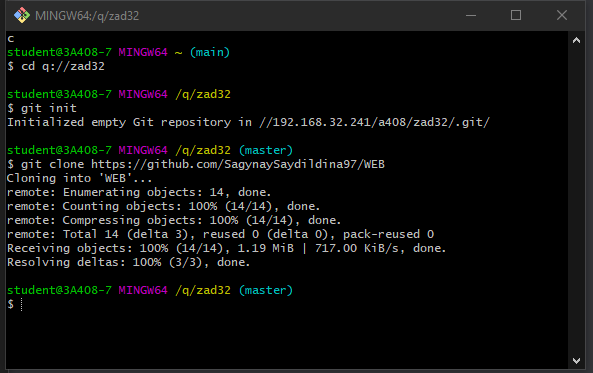 MINGW64:/q/zad32
c
student@3A408-7 MINGW64 ~ (main)
$ cd q://zad32
student@3A408-7 MINGW64 /q/zad32
$ git init
Initialized empty Git repository in //192.168.32.241/a408/zad32/.git/
student@3A408-7 MINGW64 /q/zad32 (master)
$ git clone https://github.com/SagynaySaydildina97/WEB
Cloning into 'WEB'...
remote: Enumerating objects: 14, done.
remote: Counting objects: 100% (14/14), done.
remote: Compressing objects: 100% (14/14), done.
remote: Total 14 (delta 3), reused 0 (delta 0), pack-reused 0
Receiving objects: 100% (14/14), 1.19 MiB | 717.00 KiB/s, done.
Resolving deltas: 100% (3/3), done.
student@3A408-7 MINGW64 /q/zad32 (master)
$